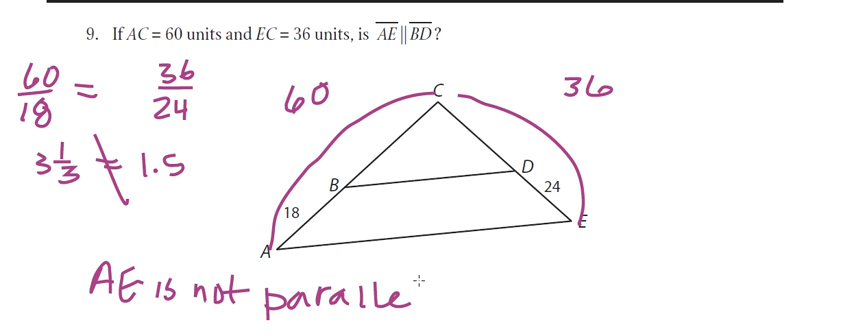 9. If AC = 60 units and EC = 36 units, is AE || BD?
60/18 = 36/24
60
36
C
3 1/3 ≠ 1.5
B
D
24
18
A
E
AE is not paralle